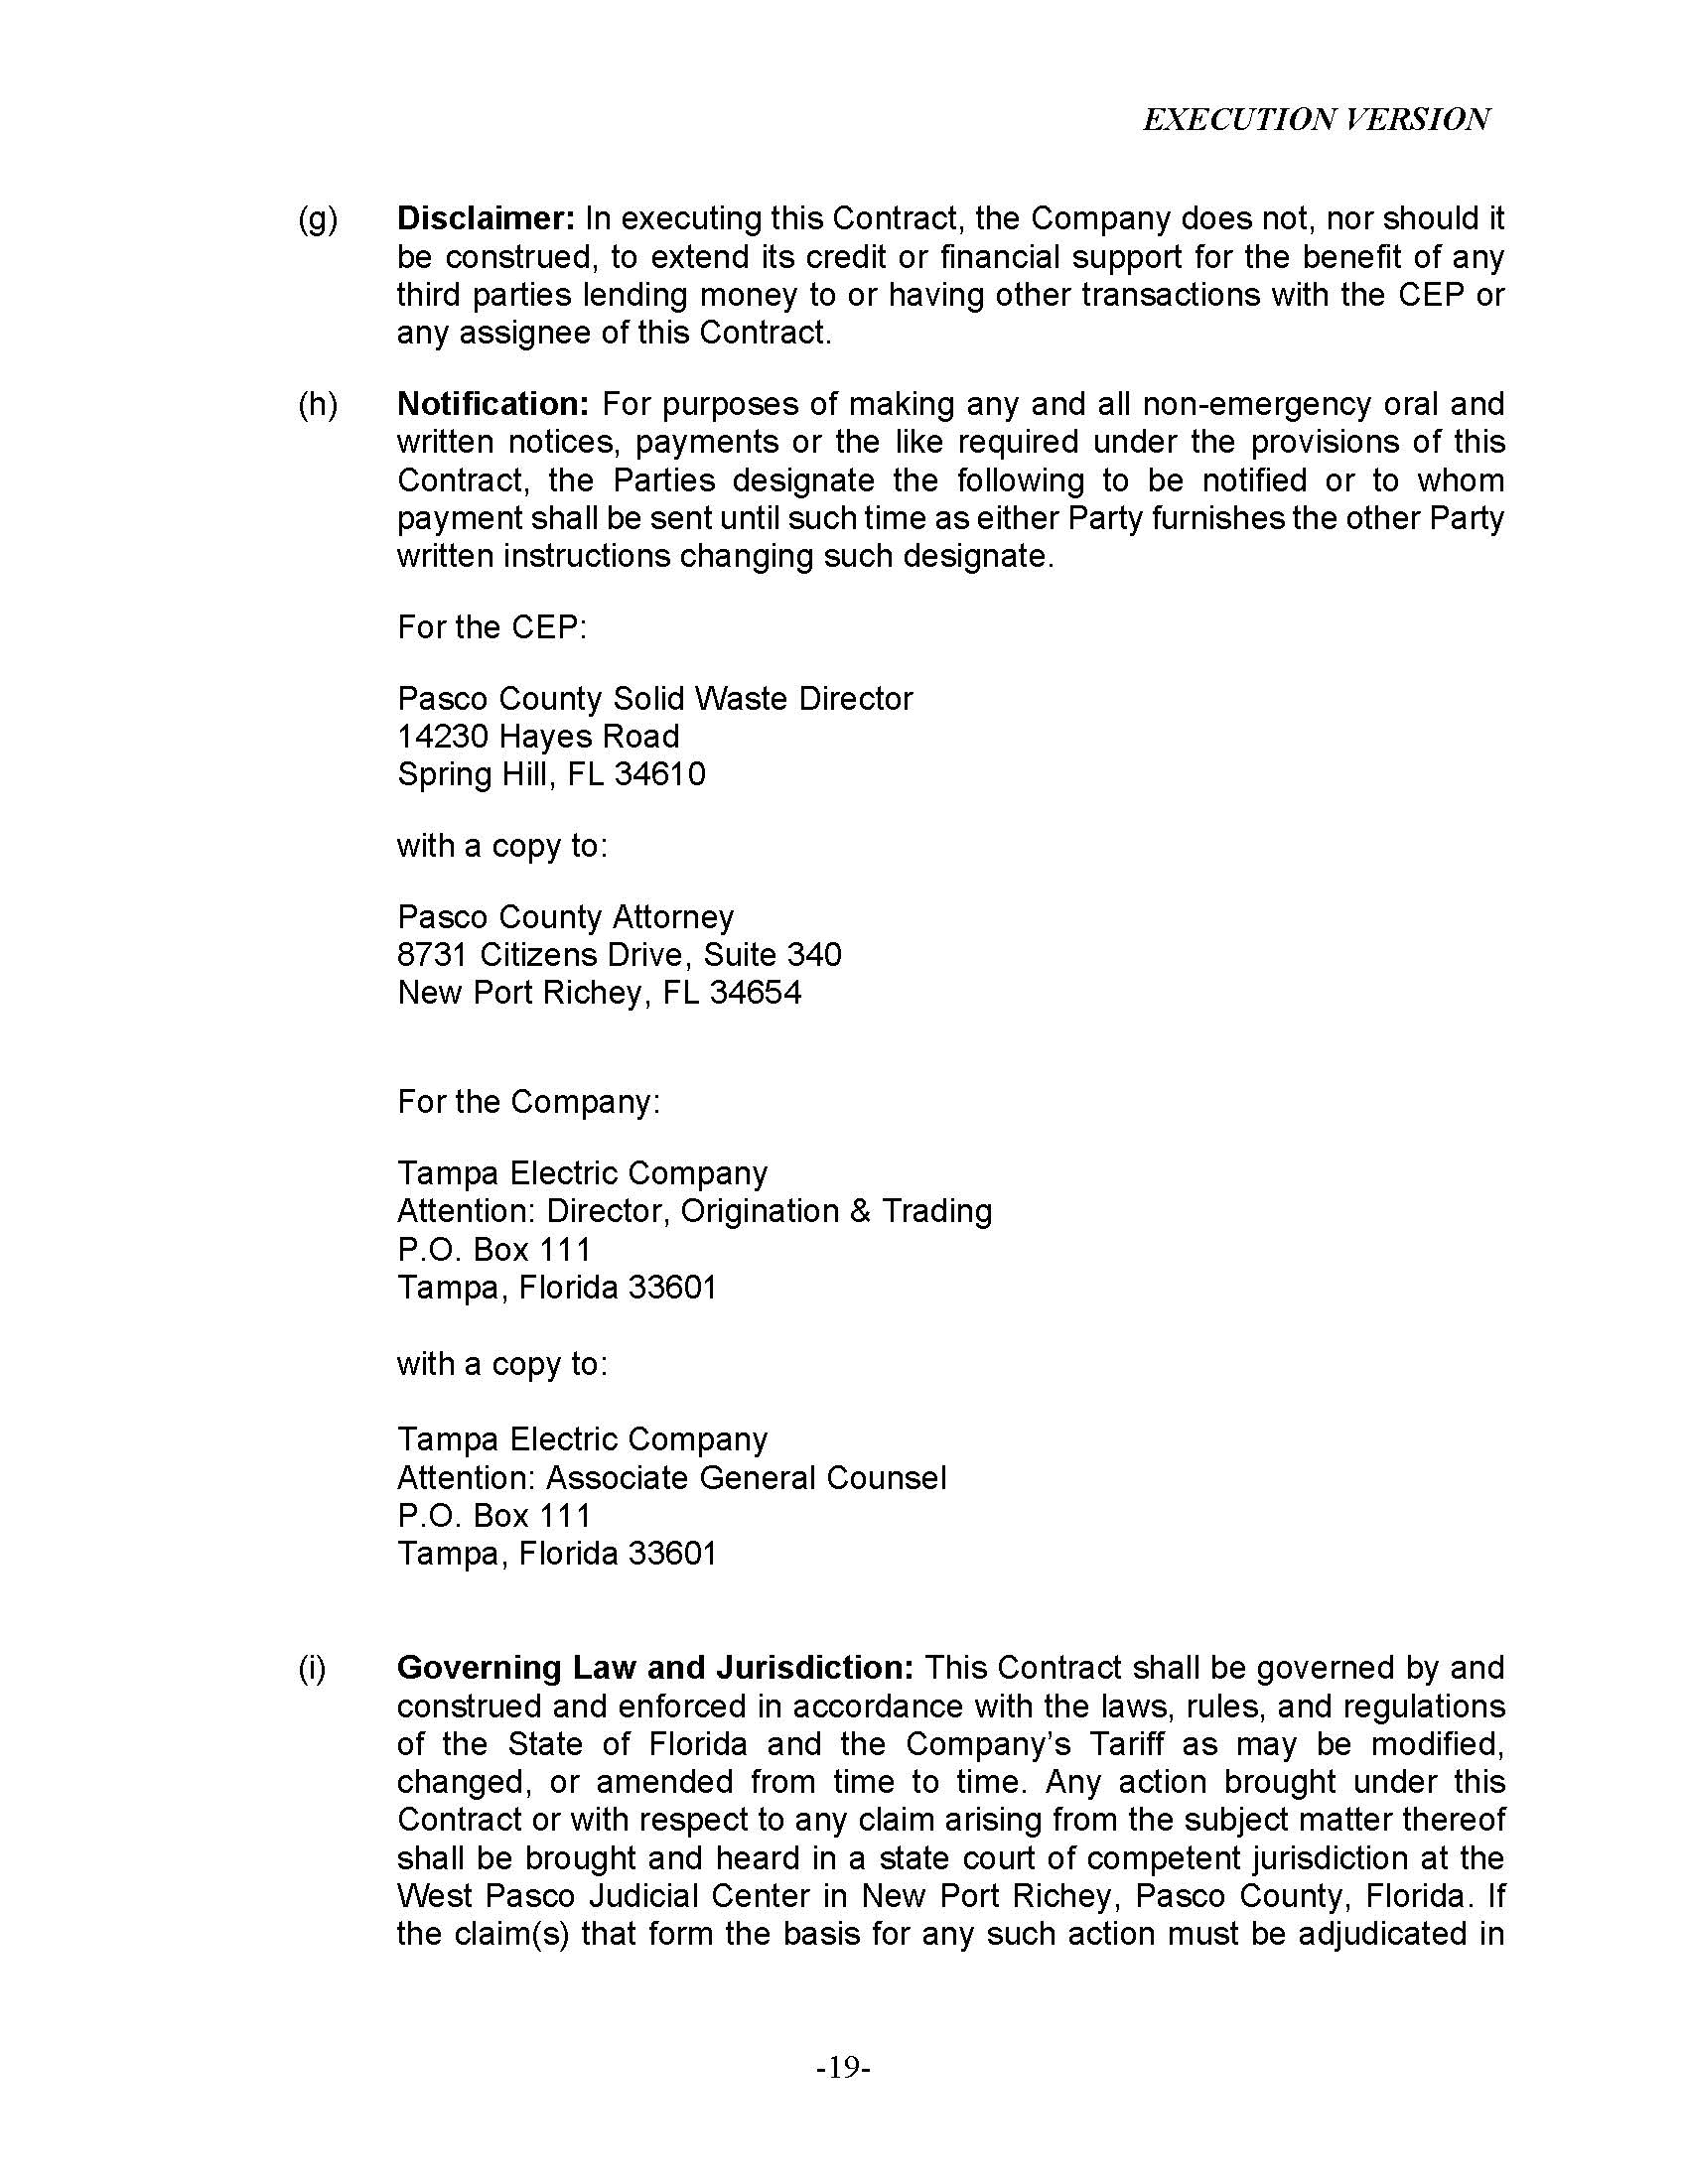 EXECUTION VERSION
(g) Disclaimer: In executing this Contract, the Company does not, nor should it
be construed, to extend its credit or financial support for the benefit of any
third parties lending money to or having other transactions with the CEP or
any assignee of this Contract.
(h) Notification: For purposes of making any and all non-emergency oral and
written notices, payments or the like required under the provisions of this
Contract, the Parties designate the following to be notified or to whom
payment shall be sent until such time as either Party furnishes the other Party
written instructions changing such designate.
For the CEP:
Pasco County Solid Waste Director
14230 Hayes Road
Spring Hill, FL 34610
with a copy to:
Pasco County Attorney
8731 Citizens Drive, Suite 340
New Port Richey, FL 34654
For the Company:
Tampa Electric Company
Attention: Director, Origination & Trading
P.O. Box 111
Tampa, Florida 33601
with a copy to:
Tampa Electric Company
Attention: Associate General Counsel
P.O. Box 111
Tampa, Florida 33601
(i) Governing Law and Jurisdiction: This Contract shall be governed by and
construed and enforced in accordance with the laws, rules, and regulations
of the State of Florida and the Company’s Tariff as may be modified,
changed, or amended from time to time. Any action brought under this
Contract or with respect to any claim arising from the subject matter thereof
shall be brought and heard in a state court of competent jurisdiction at the
West Pasco Judicial Center in New Port Richey, Pasco County, Florida. If
the claim(s) that form the basis for any such action must be adjudicated in
-19-